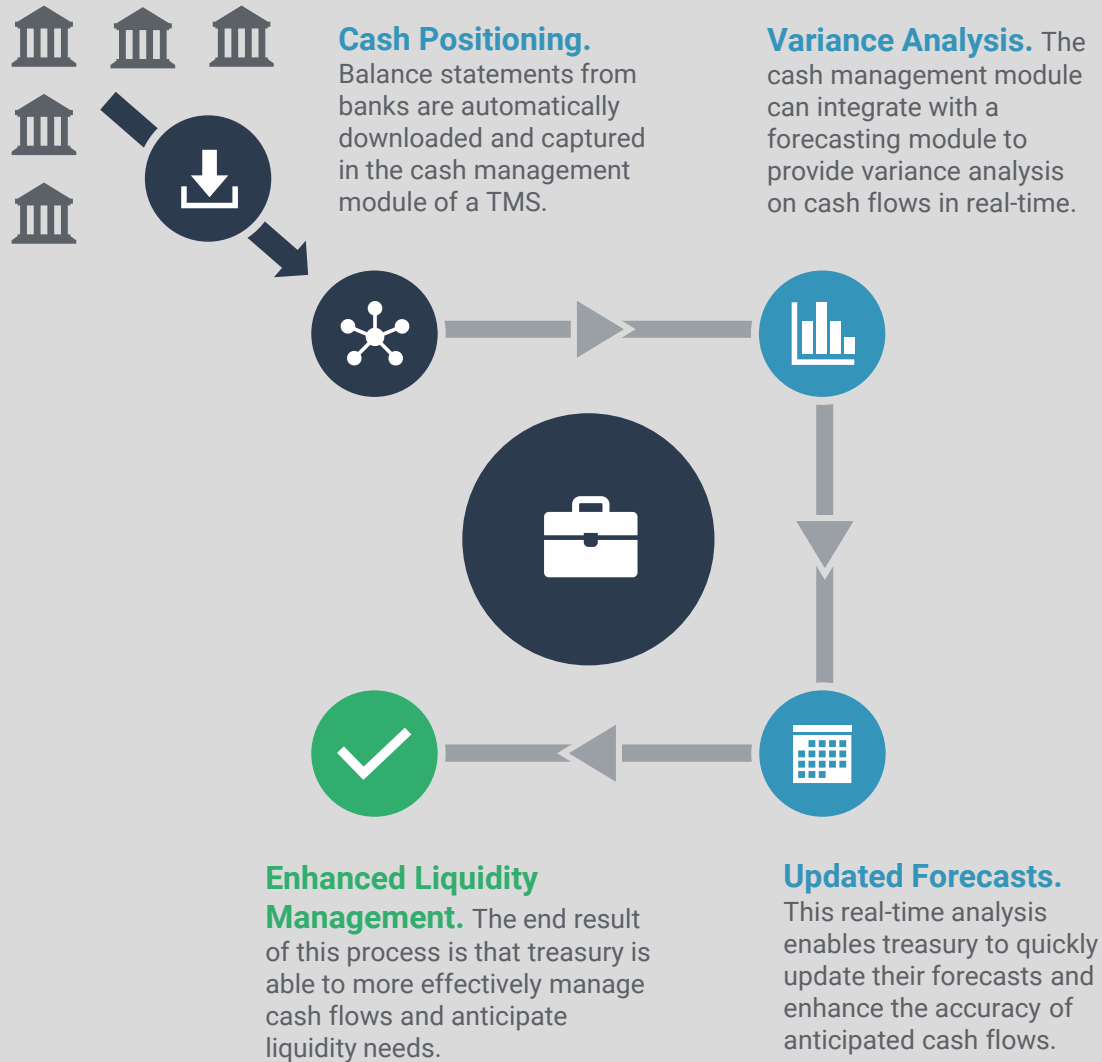 Cash Positioning.
Balance statements from
banks are automatically
downloaded and captured
in the cash management
module of a TMS.
Variance Analysis. The
cash management module
can integrate with a
forecasting module to
provide variance analysis
on cash flows in real-time.
Enhanced Liquidity
Management. The end result
of this process is that treasury is
able to more effectively manage
cash flows and anticipate
liquidity needs.
Updated Forecasts.
This real-time analysis
enables treasury to quickly
update their forecasts and
enhance the accuracy of
anticipated cash flows.